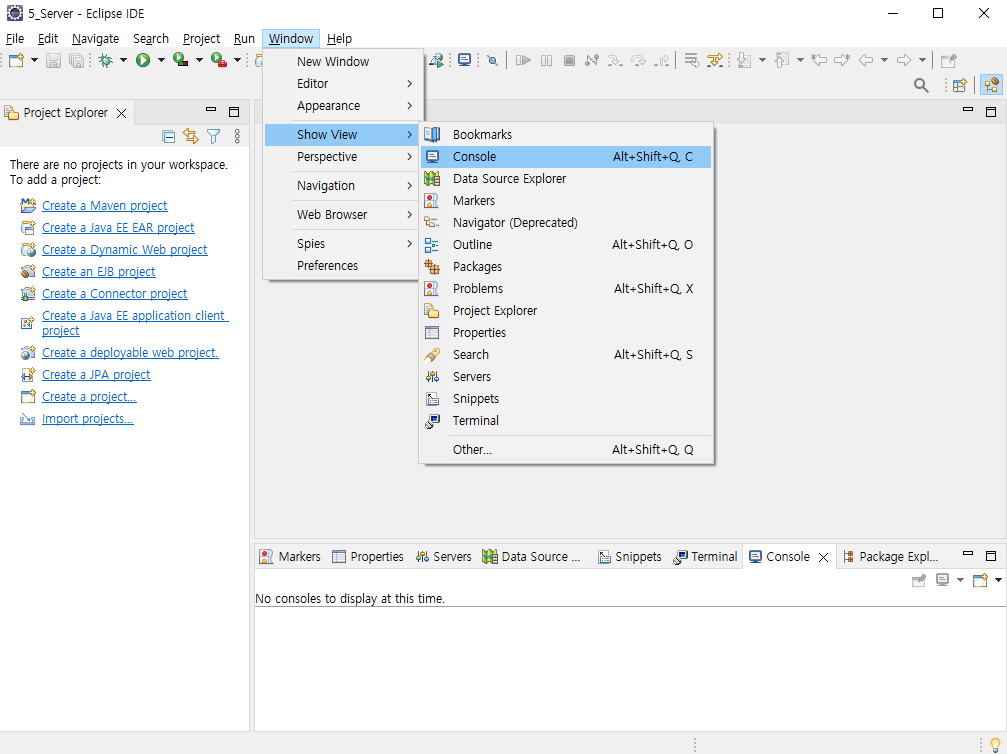 5_Server - Eclipse IDE
File Edit Navigate Search Project Run Window Help
New Window
Editor
Appearance
Show View
Perspective
Navigation
Web Browser
Spies
Preferences
Bookmarks
Console Alt+Shift+Q, C
Data Source Explorer
Markers
Navigator (Deprecated)
Outline Alt+Shift+Q, O
Packages
Problems Alt+Shift+Q, X
Project Explorer
Properties
Search Alt+Shift+Q, S
Servers
Snippets
Terminal
Other... Alt+Shift+Q, Q
Project Explorer
There are no projects in your workspace.
To add a project:
Create a Maven project
Create a Java EE EAR project
Create a Dynamic Web project
Create an EJB project
Create a Connector project
Create a Java EE application client
project
Create a deployable web project.
Create a JPA project
Create a project...
Import projects...
Markers Properties Servers Data Source ... Snippets Terminal Console Package Expl...
No consoles to display at this time.